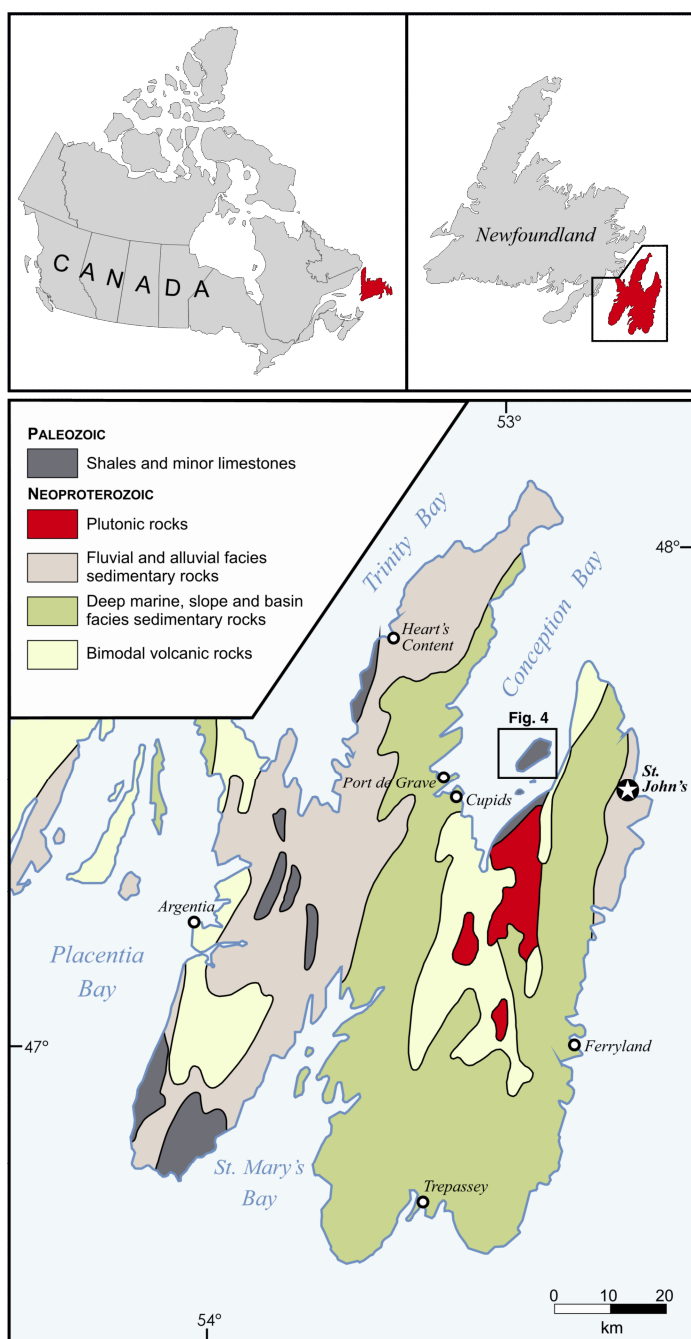 CANADA
Newfoundland
PALEOZOIC
Shales and minor limestones
NEOPROTEROZOIC
Plutonic rocks
Fluvial and alluvial facies
sedimentary rocks
Deep marine, slope and basin
facies sedimentary rocks
Bimodal volcanic rocks
53°
48°
Trinity Bay
Conception Bay
Heart's
Content
Fig. 4
St.
John's
Port de Grave
Cupids
Argentia
Placentia
Bay
47°
Ferryland
St. Mary's
Bay
Trepassey
54°
0 10 20
km